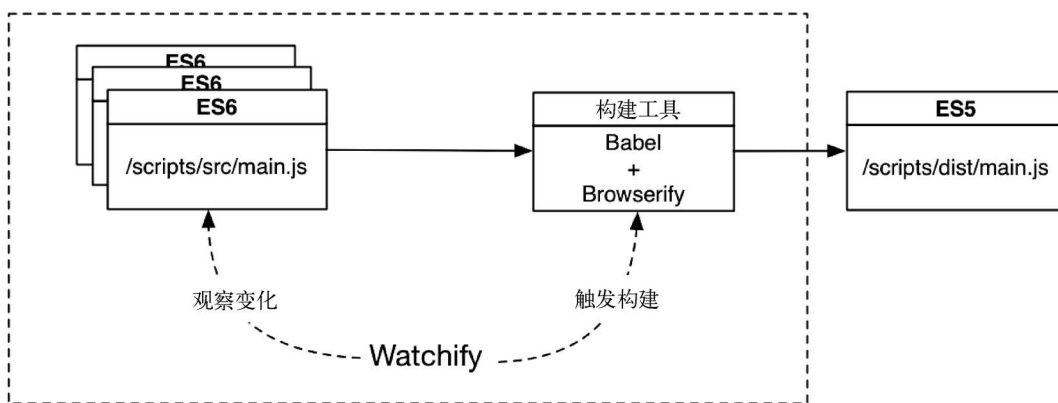 ES6
ES6
ES6
/scripts/src/main.js
构建工具
Babel
+
Browserify
ES5
/scripts/dist/main.js
观察变化
触发构建
Watchify